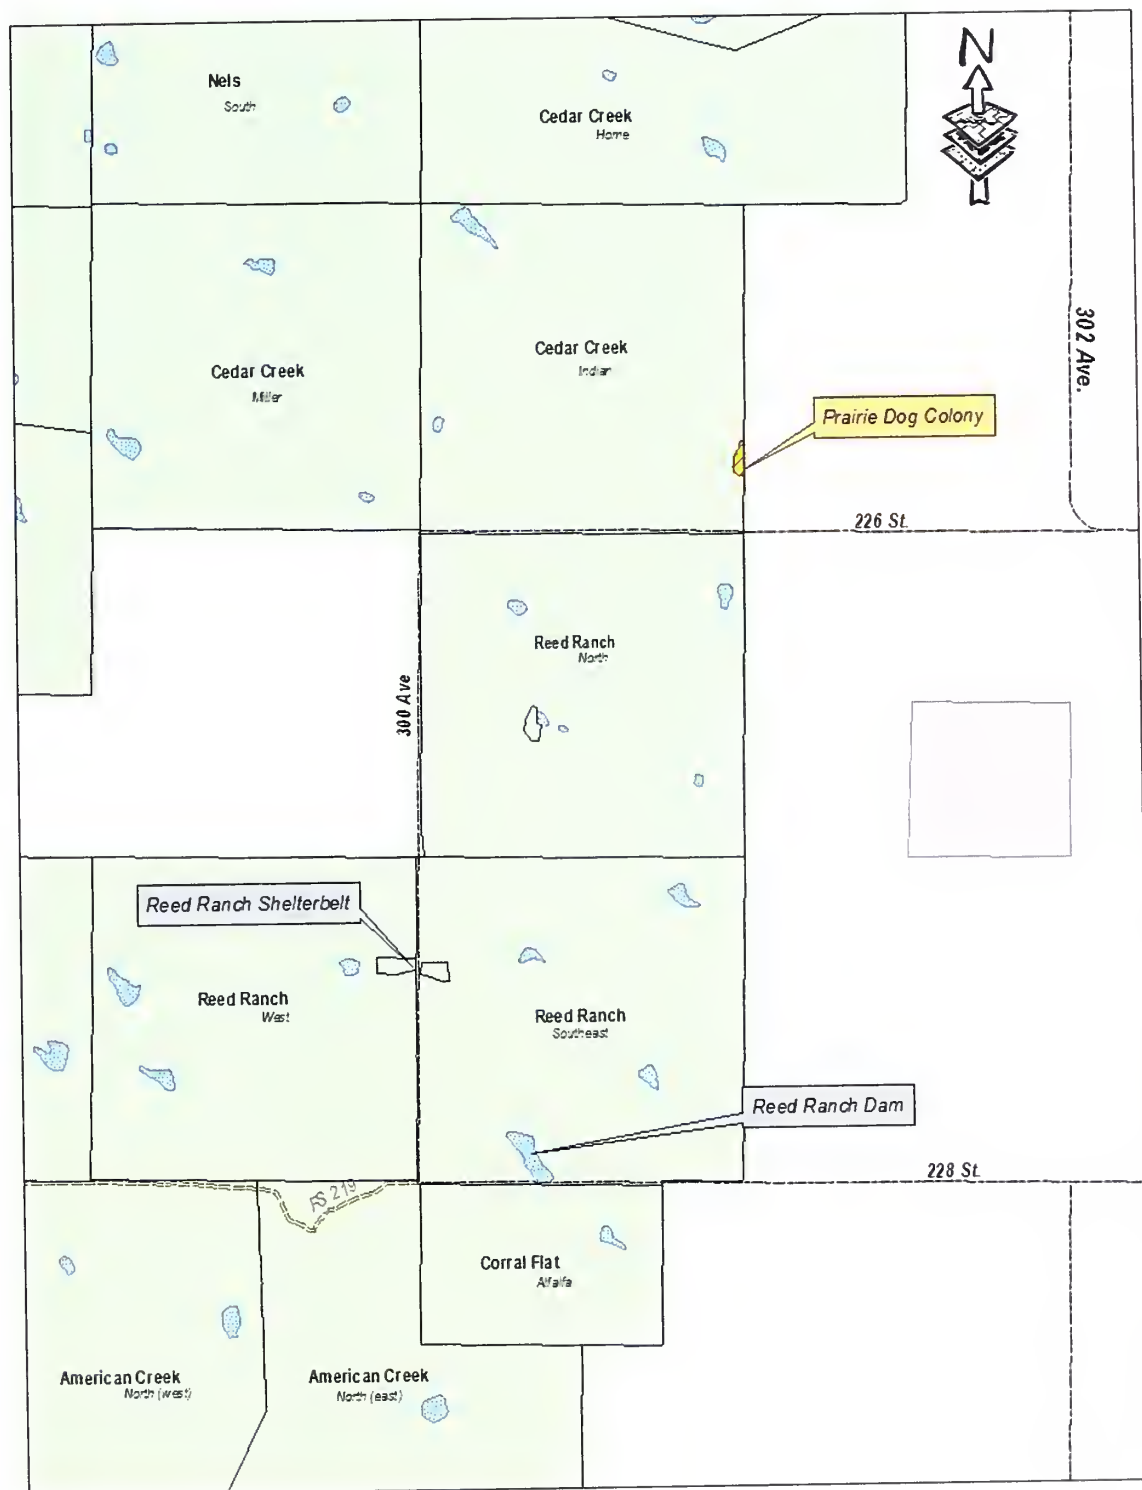 N
Nels
South
Cedar Creek
Home
302 Ave.
Cedar Creek
Indian
Cedar Creek
Miller
Prairie Dog Colony
226 St.
Reed Ranch
North
300 Ave
Reed Ranch Shelterbelt
Reed Ranch
West
Reed Ranch
Southeast
Reed Ranch Dam
228 St.
FS 219
Corral Flat
Alfalfa
American Creek
North (west)
American Creek
North (east)